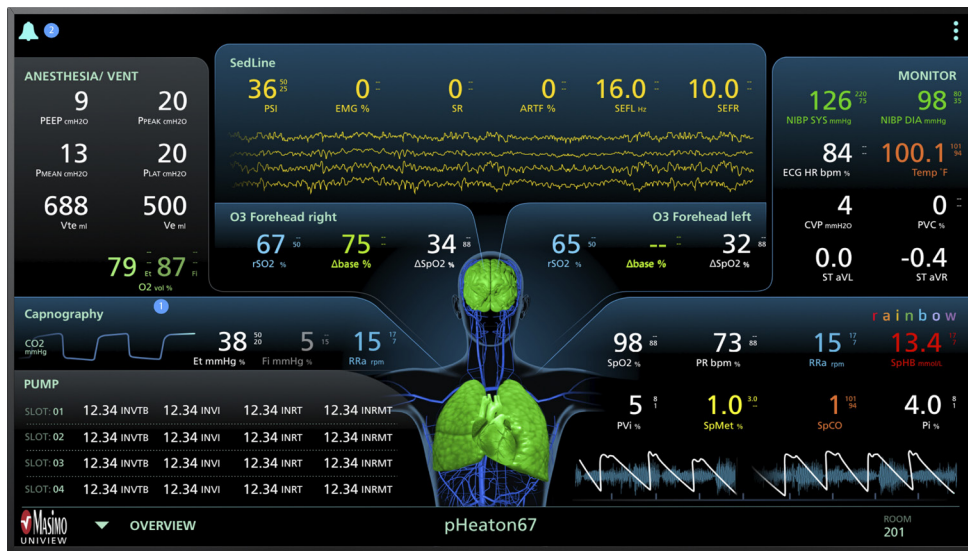 2
ANESTHESIA/ VENT
9 20
PEEP cmH2O PPEAK cmH2O
13 20
PMEAN cmH2O PLAT cmH2O
688 500
Vte ml Ve ml
79 Et 87 Fi
O2 vol %
SedLine
36 50 25 0 0 0 16.0 10.0
PSI EMG % SR ARTF % SEFL Hz SEFR
O3 Forehead right
67 50 75 34 88
rSO2 % Δbase % ΔSpO2 %
O3 Forehead left
65 50 -- 32 88
rSO2 % Δbase % ΔSpO2 %
MONITOR
126 220 75 98 80 35
NIBP SYS mmHg NIBP DIA mmHg
84 100.1 101 94
ECG HR bpm % Temp °F
4 0
CVP mmH2O PVC %
0.0 -0.4
ST aVL ST aVR
1
Capnography
CO2
mmHg
38 50 20 5 15 15 17 7
Et mmHg % Fi mmHg % RRa rpm
PUMP
SLOT: 01 12.34 INVTB 12.34 INVI 12.34 INRT 12.34 INRMT
SLOT: 02 12.34 INVTB 12.34 INVI 12.34 INRT 12.34 INRMT
SLOT: 03 12.34 INVTB 12.34 INVI 12.34 INRT 12.34 INRMT
SLOT: 04 12.34 INVTB 12.34 INVI 12.34 INRT 12.34 INRMT
rainbow
98 88 73 88 15 17 7 13.4 17 7
SpO2 % PR bpm % RRa rpm SpHB mmol/L
5 8 1 1.0 3.0 1 101 94 4.0 8 1
PVi % SpMet % SpCO Pi %
Masimo
UNIVIEW
OVERVIEW
pHeaton67
ROOM
201